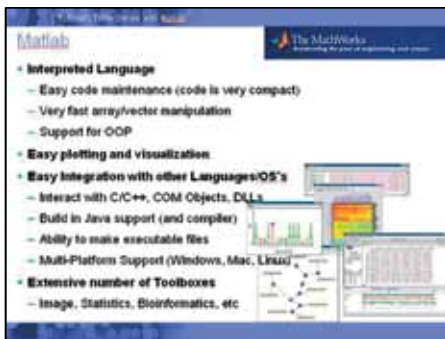 Matlab
The MathWorks
Interpreted Language
– Easy code maintenance (code is very compact)
– Very fast array/vector manipulation
– Support for OOP
Easy plotting and visualization
Easy Integration with other Languages/OS's
– Interact with C/C++, COM Objects, DLLs
– Build in Java support (and compiler)
– Ability to make executable files
– Multi-Platform Support (Windows, Mac, Linux)
Extensive number of Toolboxes
– Image, Statistics, Bioinformatics, etc